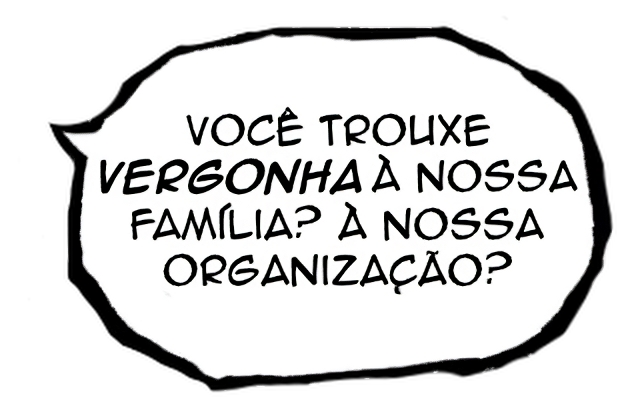 VOCÊ TROUXE
VERGONHA À NOSSA
FAMÍLIA? À NOSSA
ORGANIZAÇÃO?